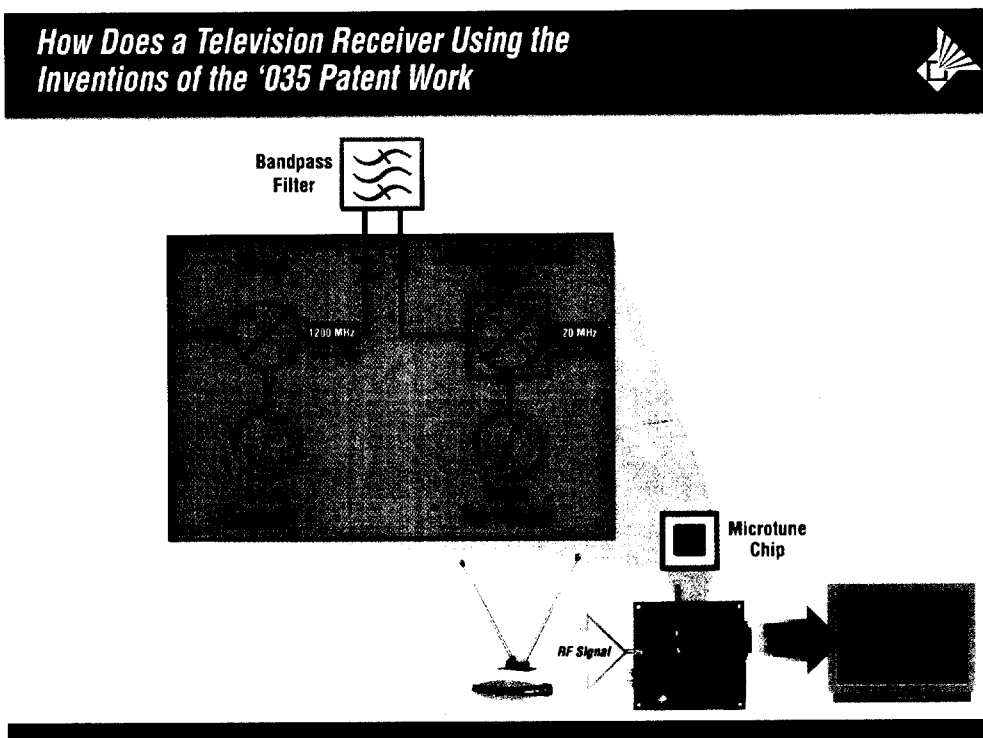 How Does a Television Receiver Using the
Inventions of the ‘035 Patent Work
Bandpass
Filter
1200 MHz
20 MHz
Microtune
Chip
RF Signal